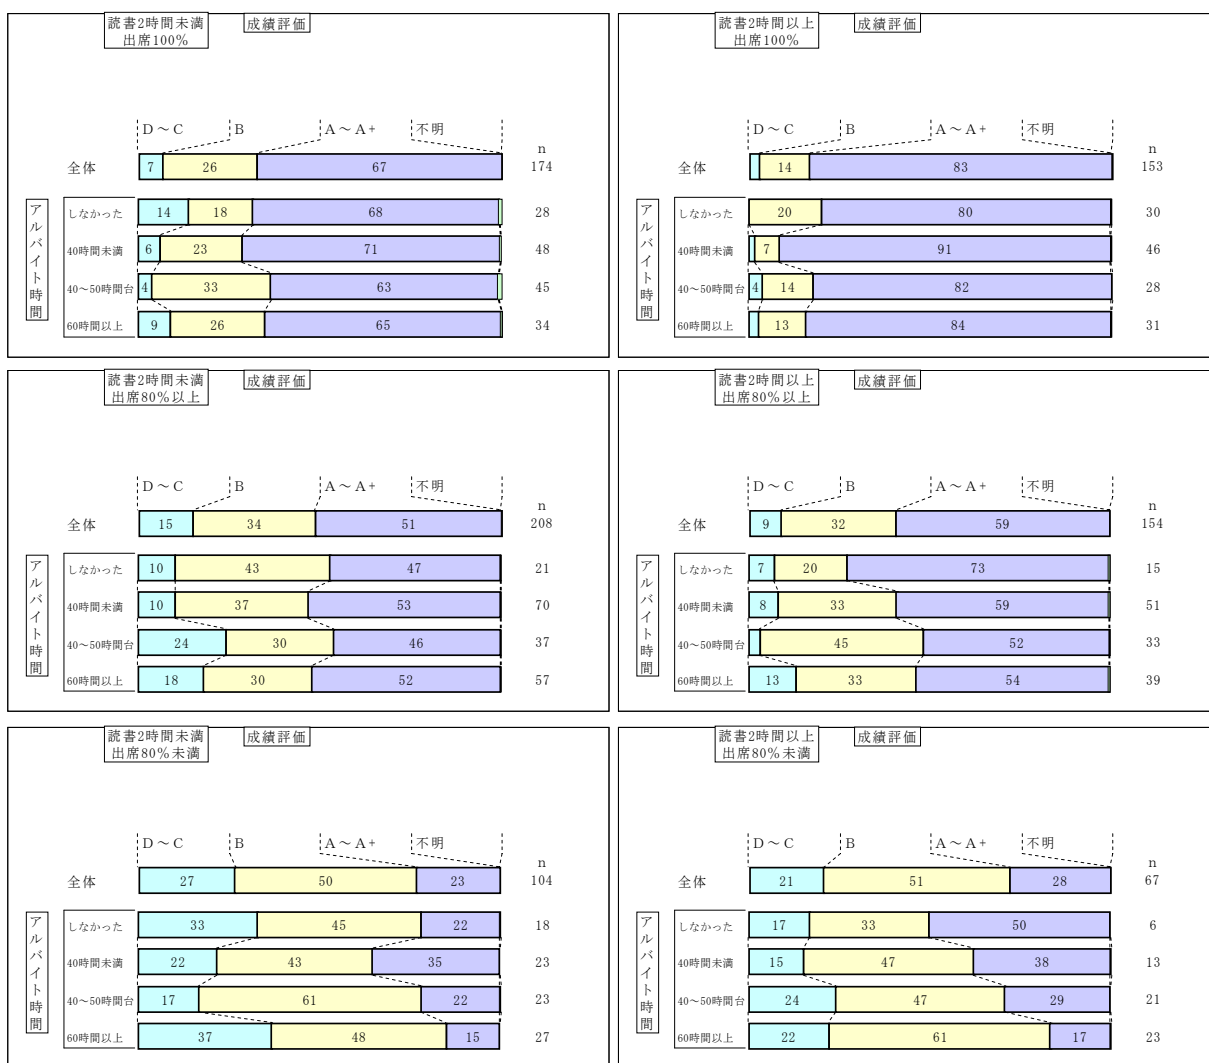 読書2時間未満
出席100%
成績評価
D～C B A～A+ 不明
n
全体 7 26 67 174
アルバイト時間
しなかった 14 18 68 28
40時間未満 6 23 71 48
40～50時間台 4 33 63 45
60時間以上 9 26 65 34
読書2時間以上
出席100%
成績評価
D～C B A～A+ 不明
n
全体 14 83 153
アルバイト時間
しなかった 20 80 30
40時間未満 7 91 46
40～50時間台 4 14 82 28
60時間以上 13 84 31
読書2時間未満
出席80%以上
成績評価
D～C B A～A+ 不明
n
全体 15 34 51 208
アルバイト時間
しなかった 10 43 47 21
40時間未満 10 37 53 70
40～50時間台 24 30 46 37
60時間以上 18 30 52 57
読書2時間以上
出席80%以上
成績評価
D～C B A～A+ 不明
n
全体 9 32 59 154
アルバイト時間
しなかった 7 20 73 15
40時間未満 8 33 59 51
40～50時間台 45 52 33
60時間以上 13 33 54 39
読書2時間未満
出席80%未満
成績評価
D～C B A～A+ 不明
n
全体 27 50 23 104
アルバイト時間
しなかった 33 45 22 18
40時間未満 22 43 35 23
40～50時間台 17 61 22 23
60時間以上 37 48 15 27
読書2時間以上
出席80%未満
成績評価
D～C B A～A+ 不明
n
全体 21 51 28 67
アルバイト時間
しなかった 17 33 50 6
40時間未満 15 47 38 13
40～50時間台 24 47 29 21
60時間以上 22 61 17 23